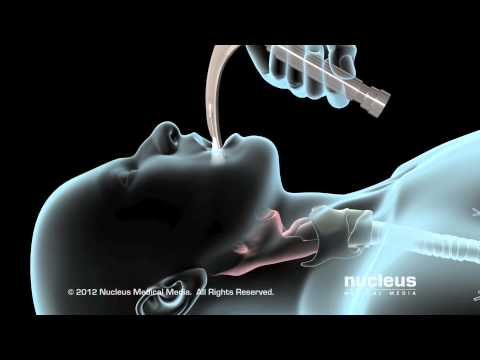 © 2012 Nucleus Medical Media. All Rights Reserved.
nucleus
MEDICAL MEDIA